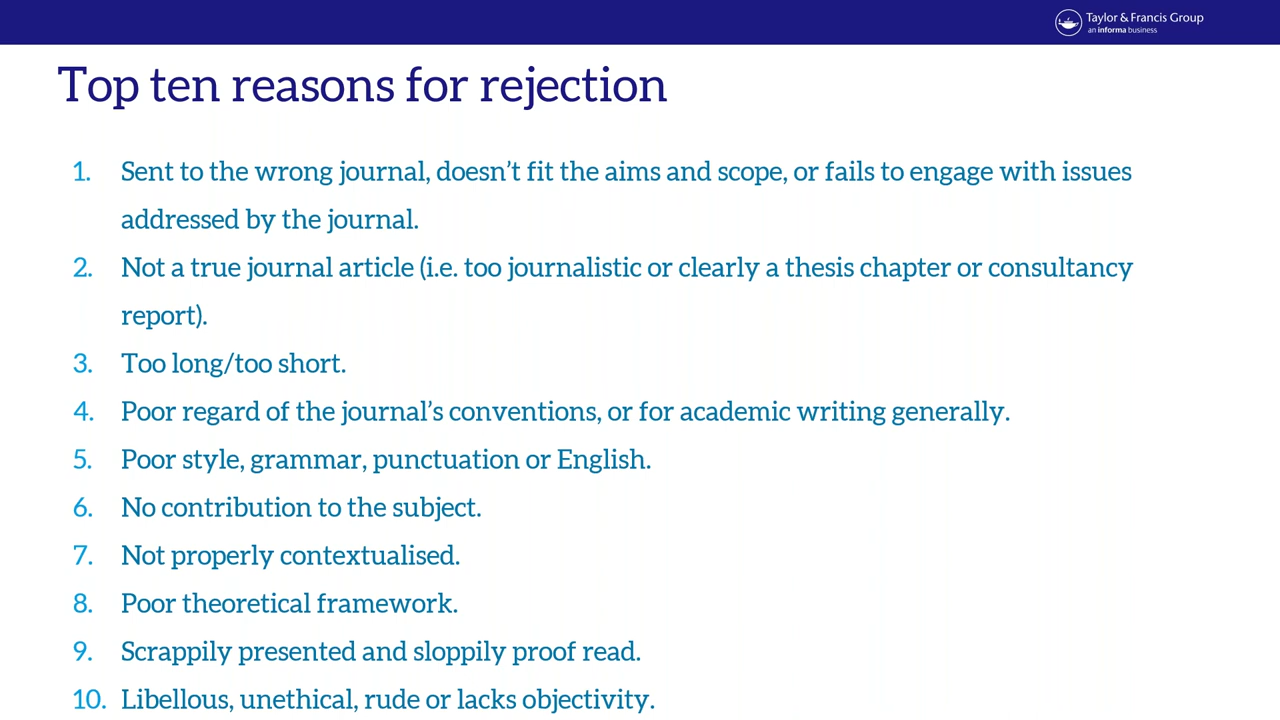 Taylor & Francis Group
an informa business
Top ten reasons for rejection
1. Sent to the wrong journal, doesn’t fit the aims and scope, or fails to engage with issues
addressed by the journal.
2. Not a true journal article (i.e. too journalistic or clearly a thesis chapter or consultancy
report).
3. Too long/too short.
4. Poor regard of the journal’s conventions, or for academic writing generally.
5. Poor style, grammar, punctuation or English.
6. No contribution to the subject.
7. Not properly contextualised.
8. Poor theoretical framework.
9. Scrappily presented and sloppily proof read.
10. Libellous, unethical, rude or lacks objectivity.